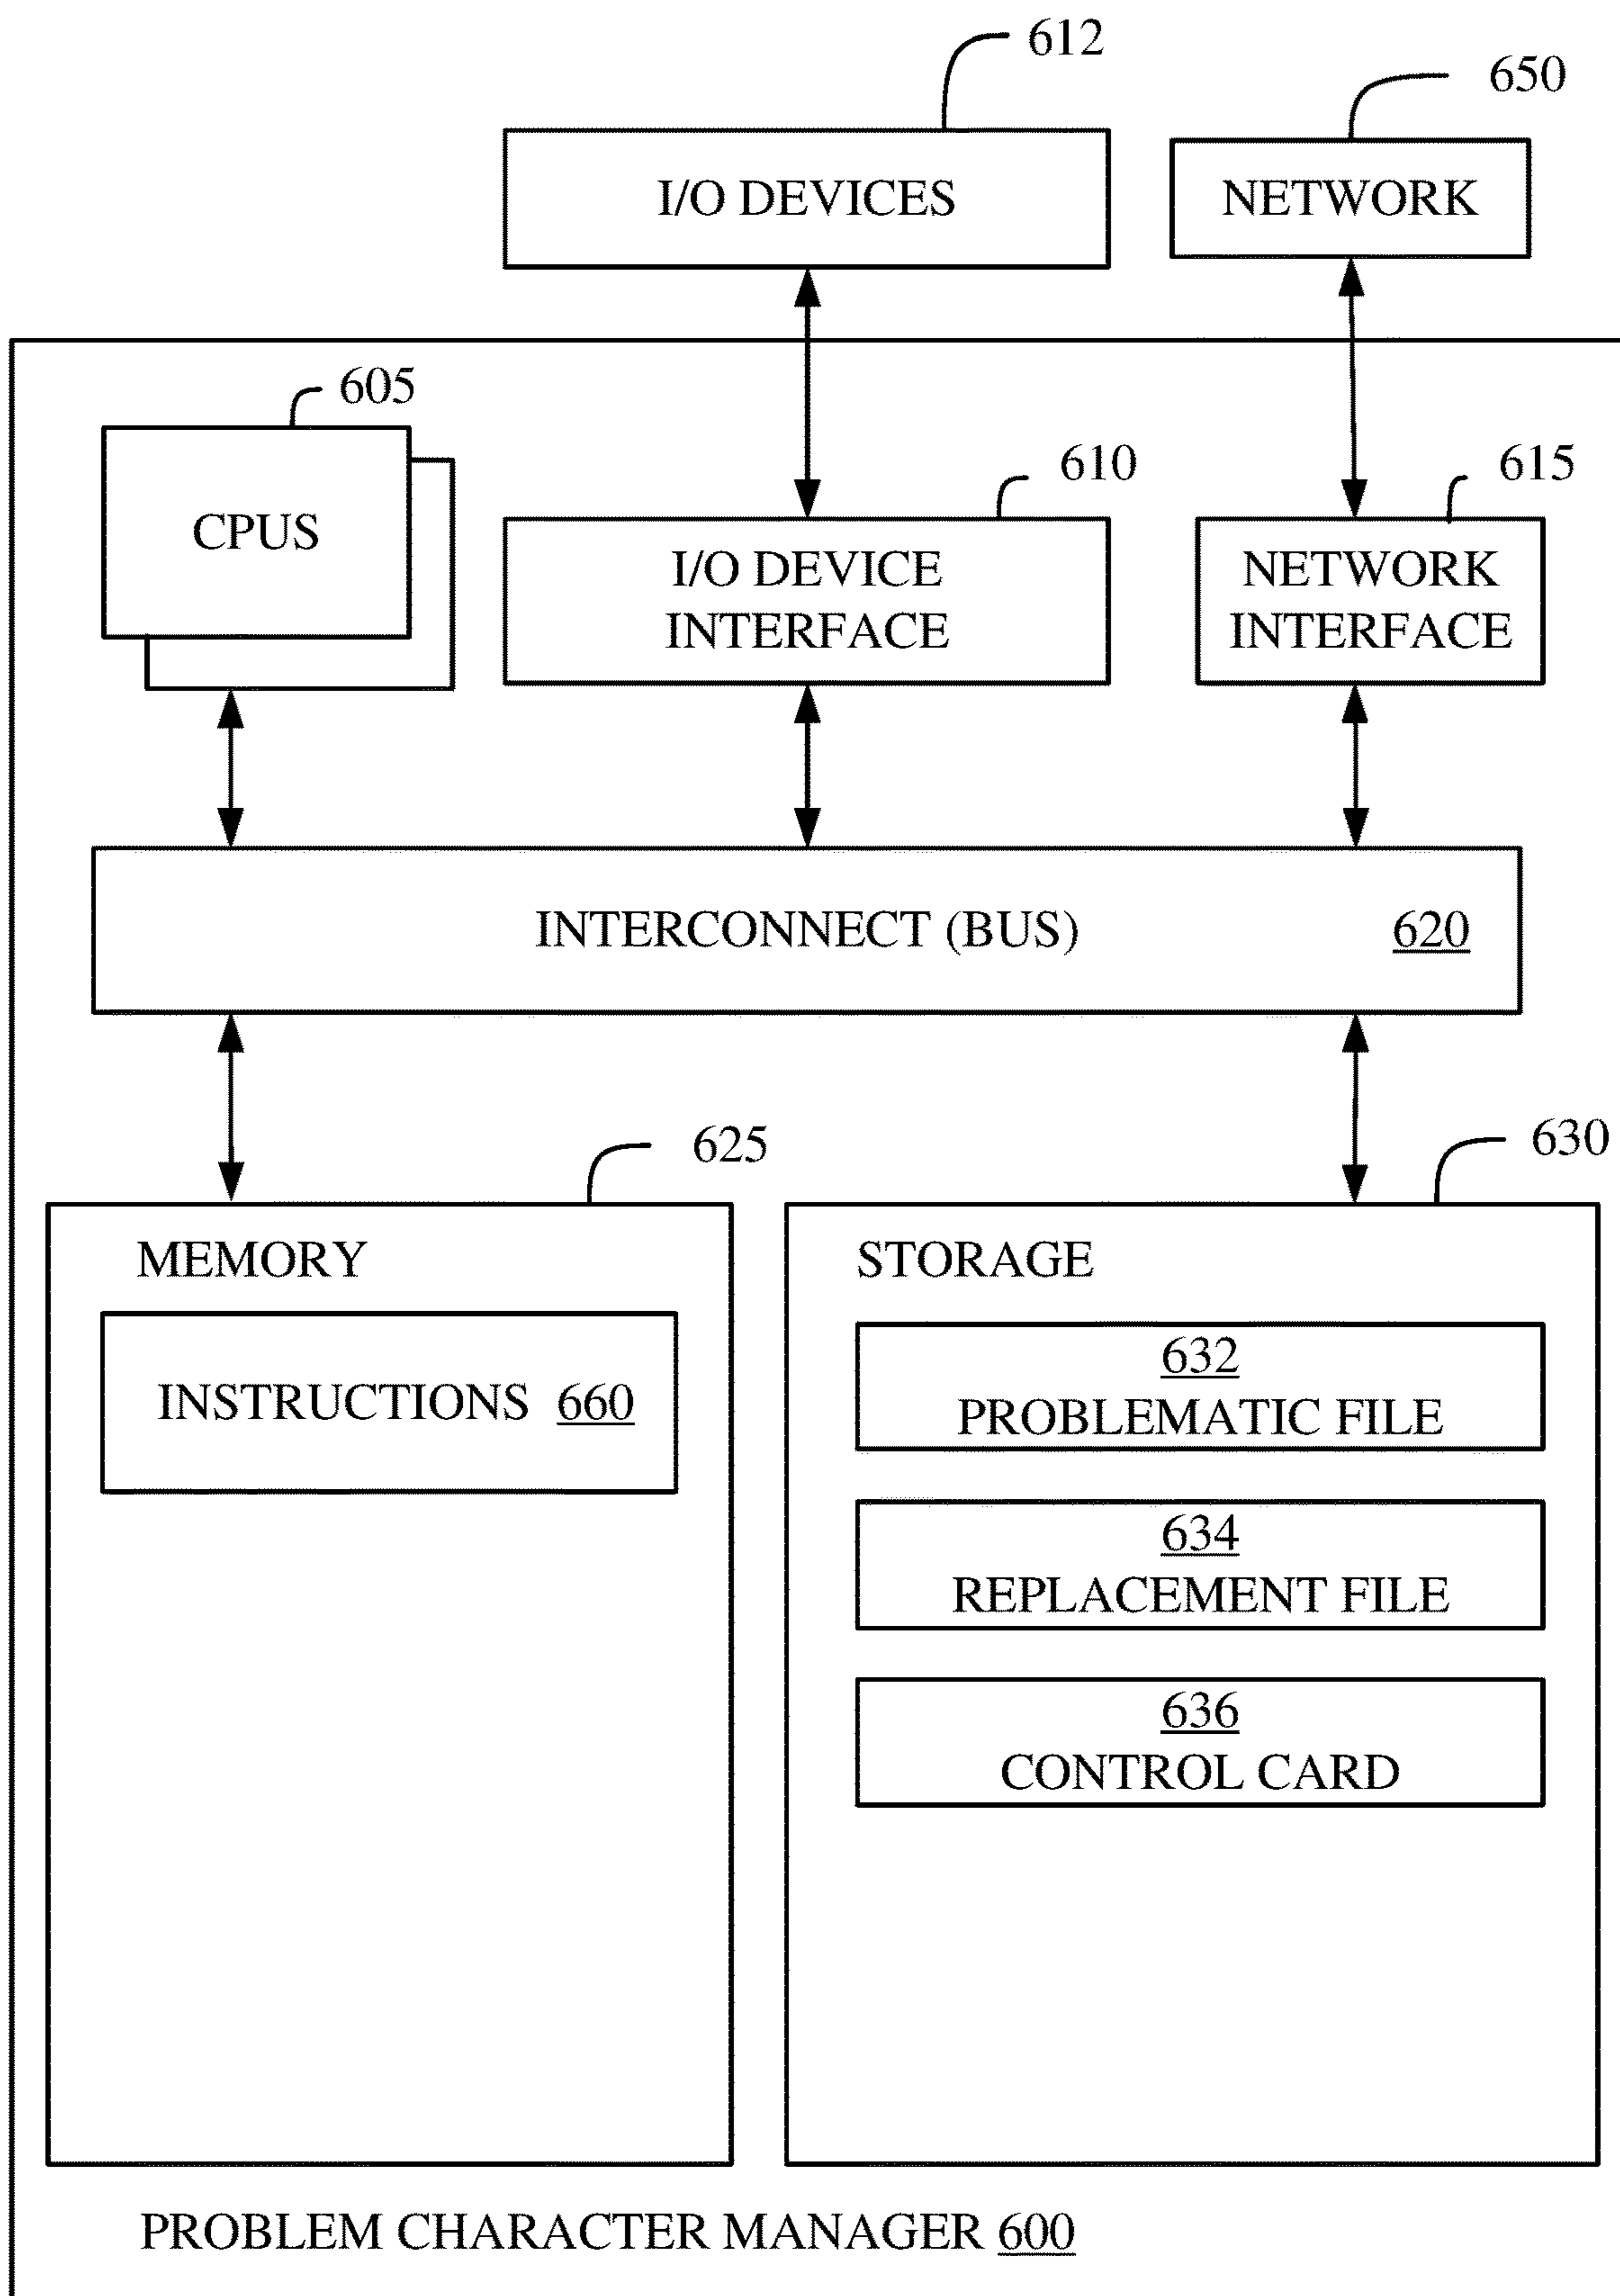 612
650
I/O DEVICES
NETWORK
605
610
615
CPUS
I/O DEVICE
INTERFACE
NETWORK
INTERFACE
INTERCONNECT (BUS) 620
625
630
MEMORY
INSTRUCTIONS 660
STORAGE
632
PROBLEMATIC FILE
634
REPLACEMENT FILE
636
CONTROL CARD
PROBLEM CHARACTER MANAGER 600